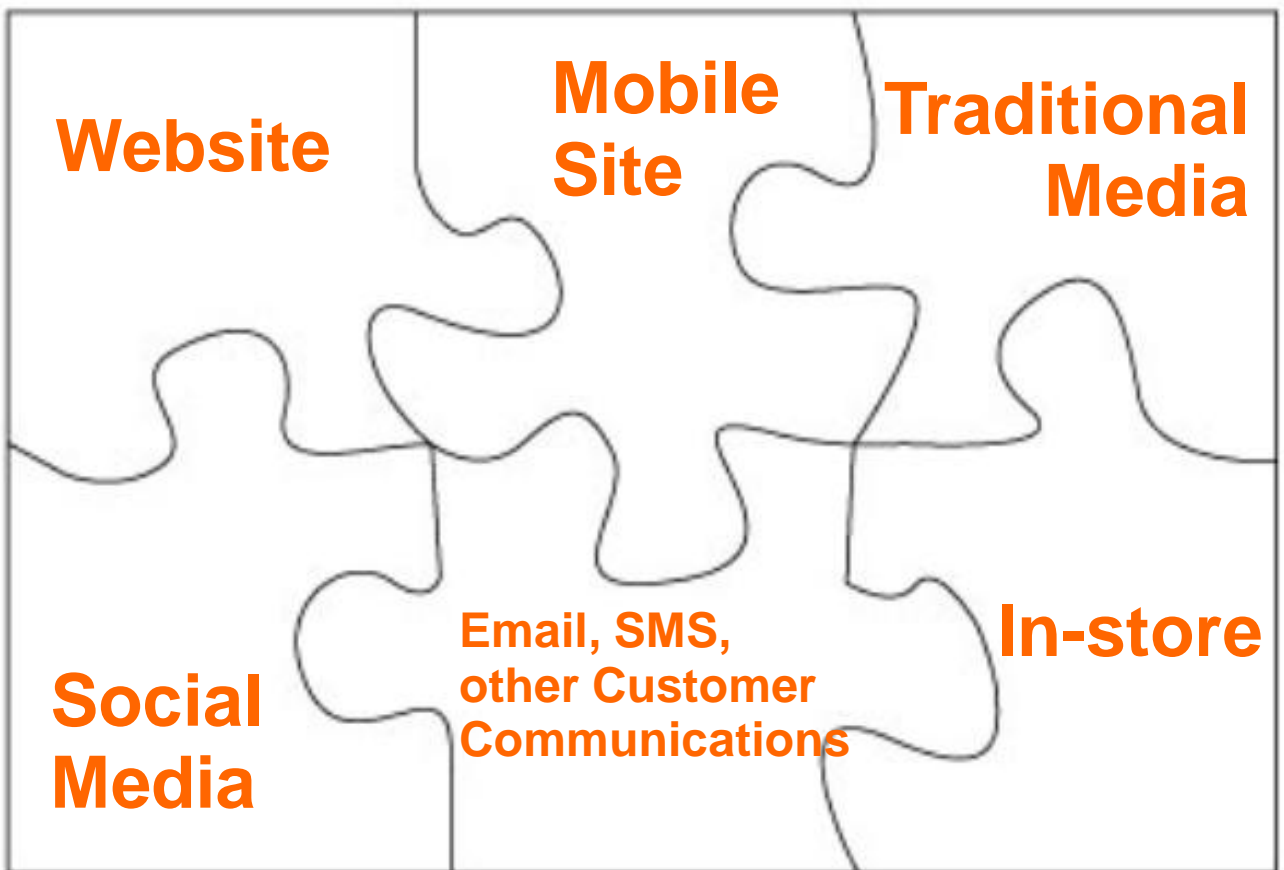 Website
Mobile
Site
Traditional
Media
Social
Media
Email, SMS,
other Customer
Communications
In-store